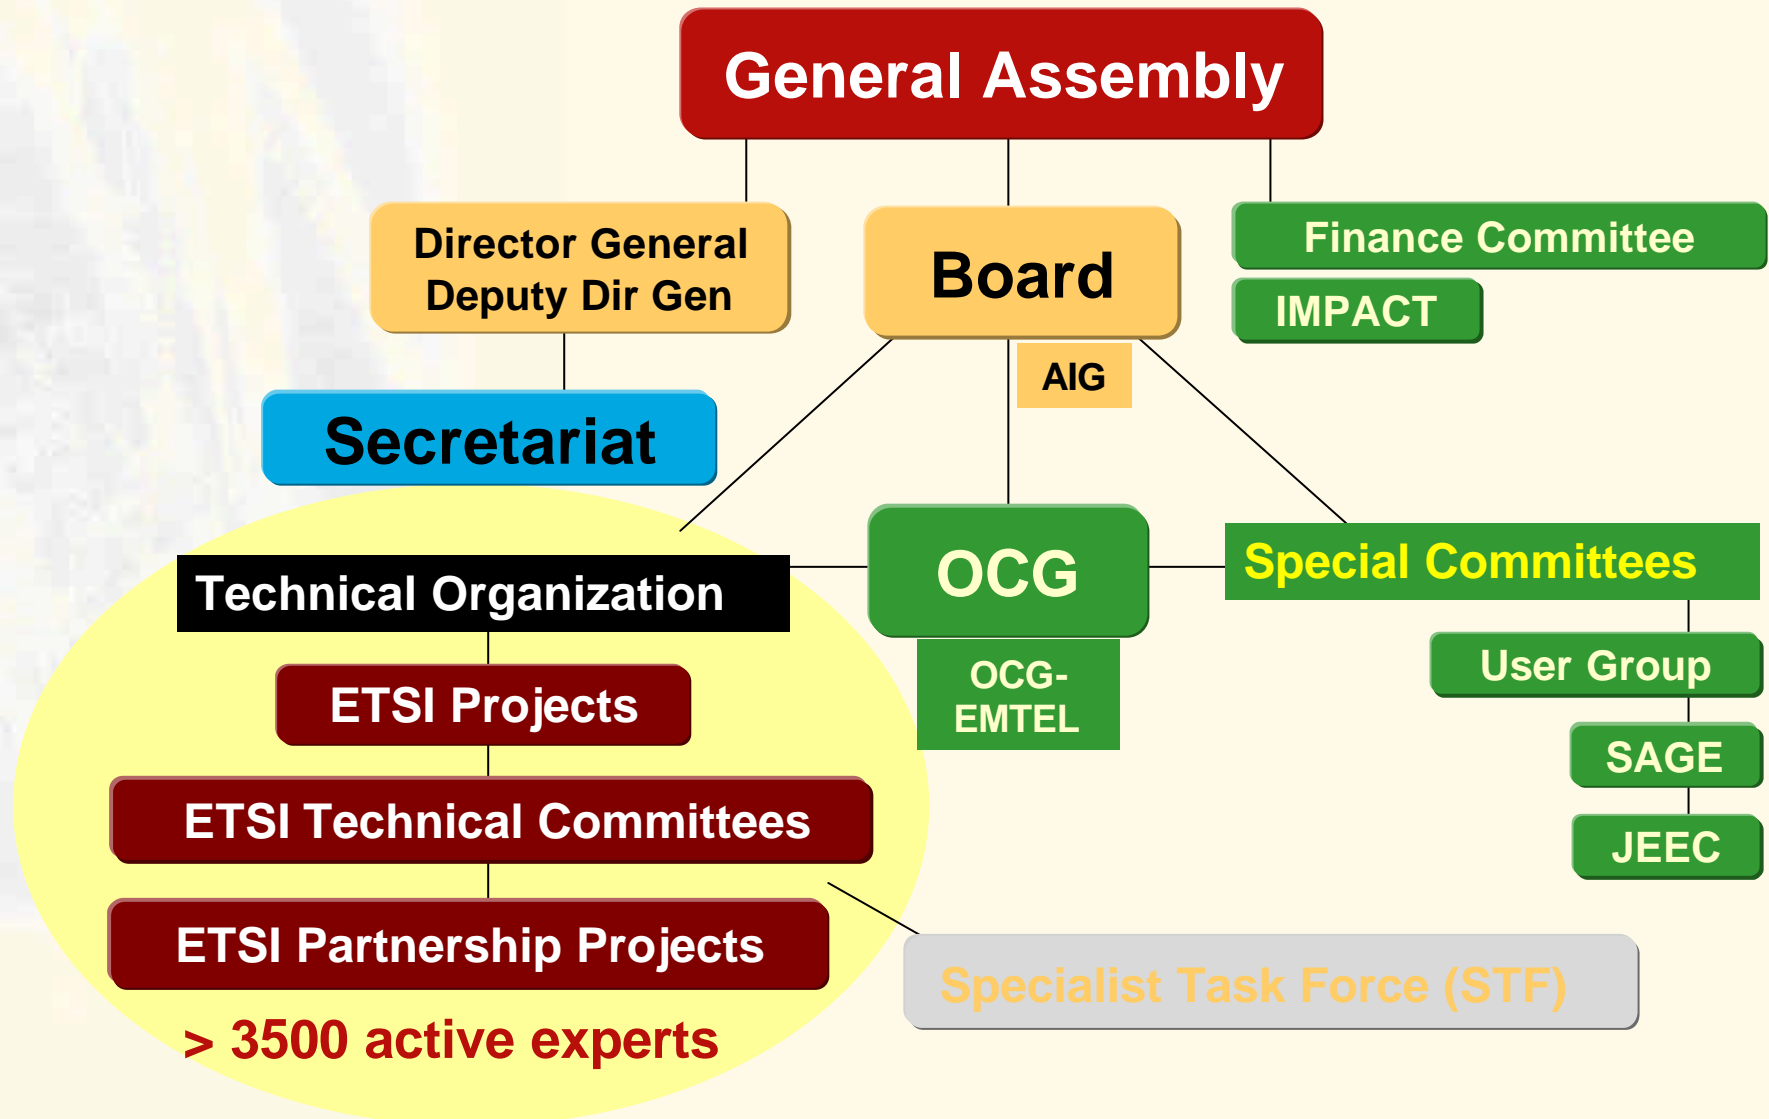 General Assembly
Director General
Deputy Dir Gen
Board
Finance Committee
IMPACT
AIG
Secretariat
Technical Organization
OCG
Special Committees
OCG-
EMTEL
User Group
ETSI Projects
SAGE
ETSI Technical Committees
JEEC
ETSI Partnership Projects
Specialist Task Force (STF)
> 3500 active experts